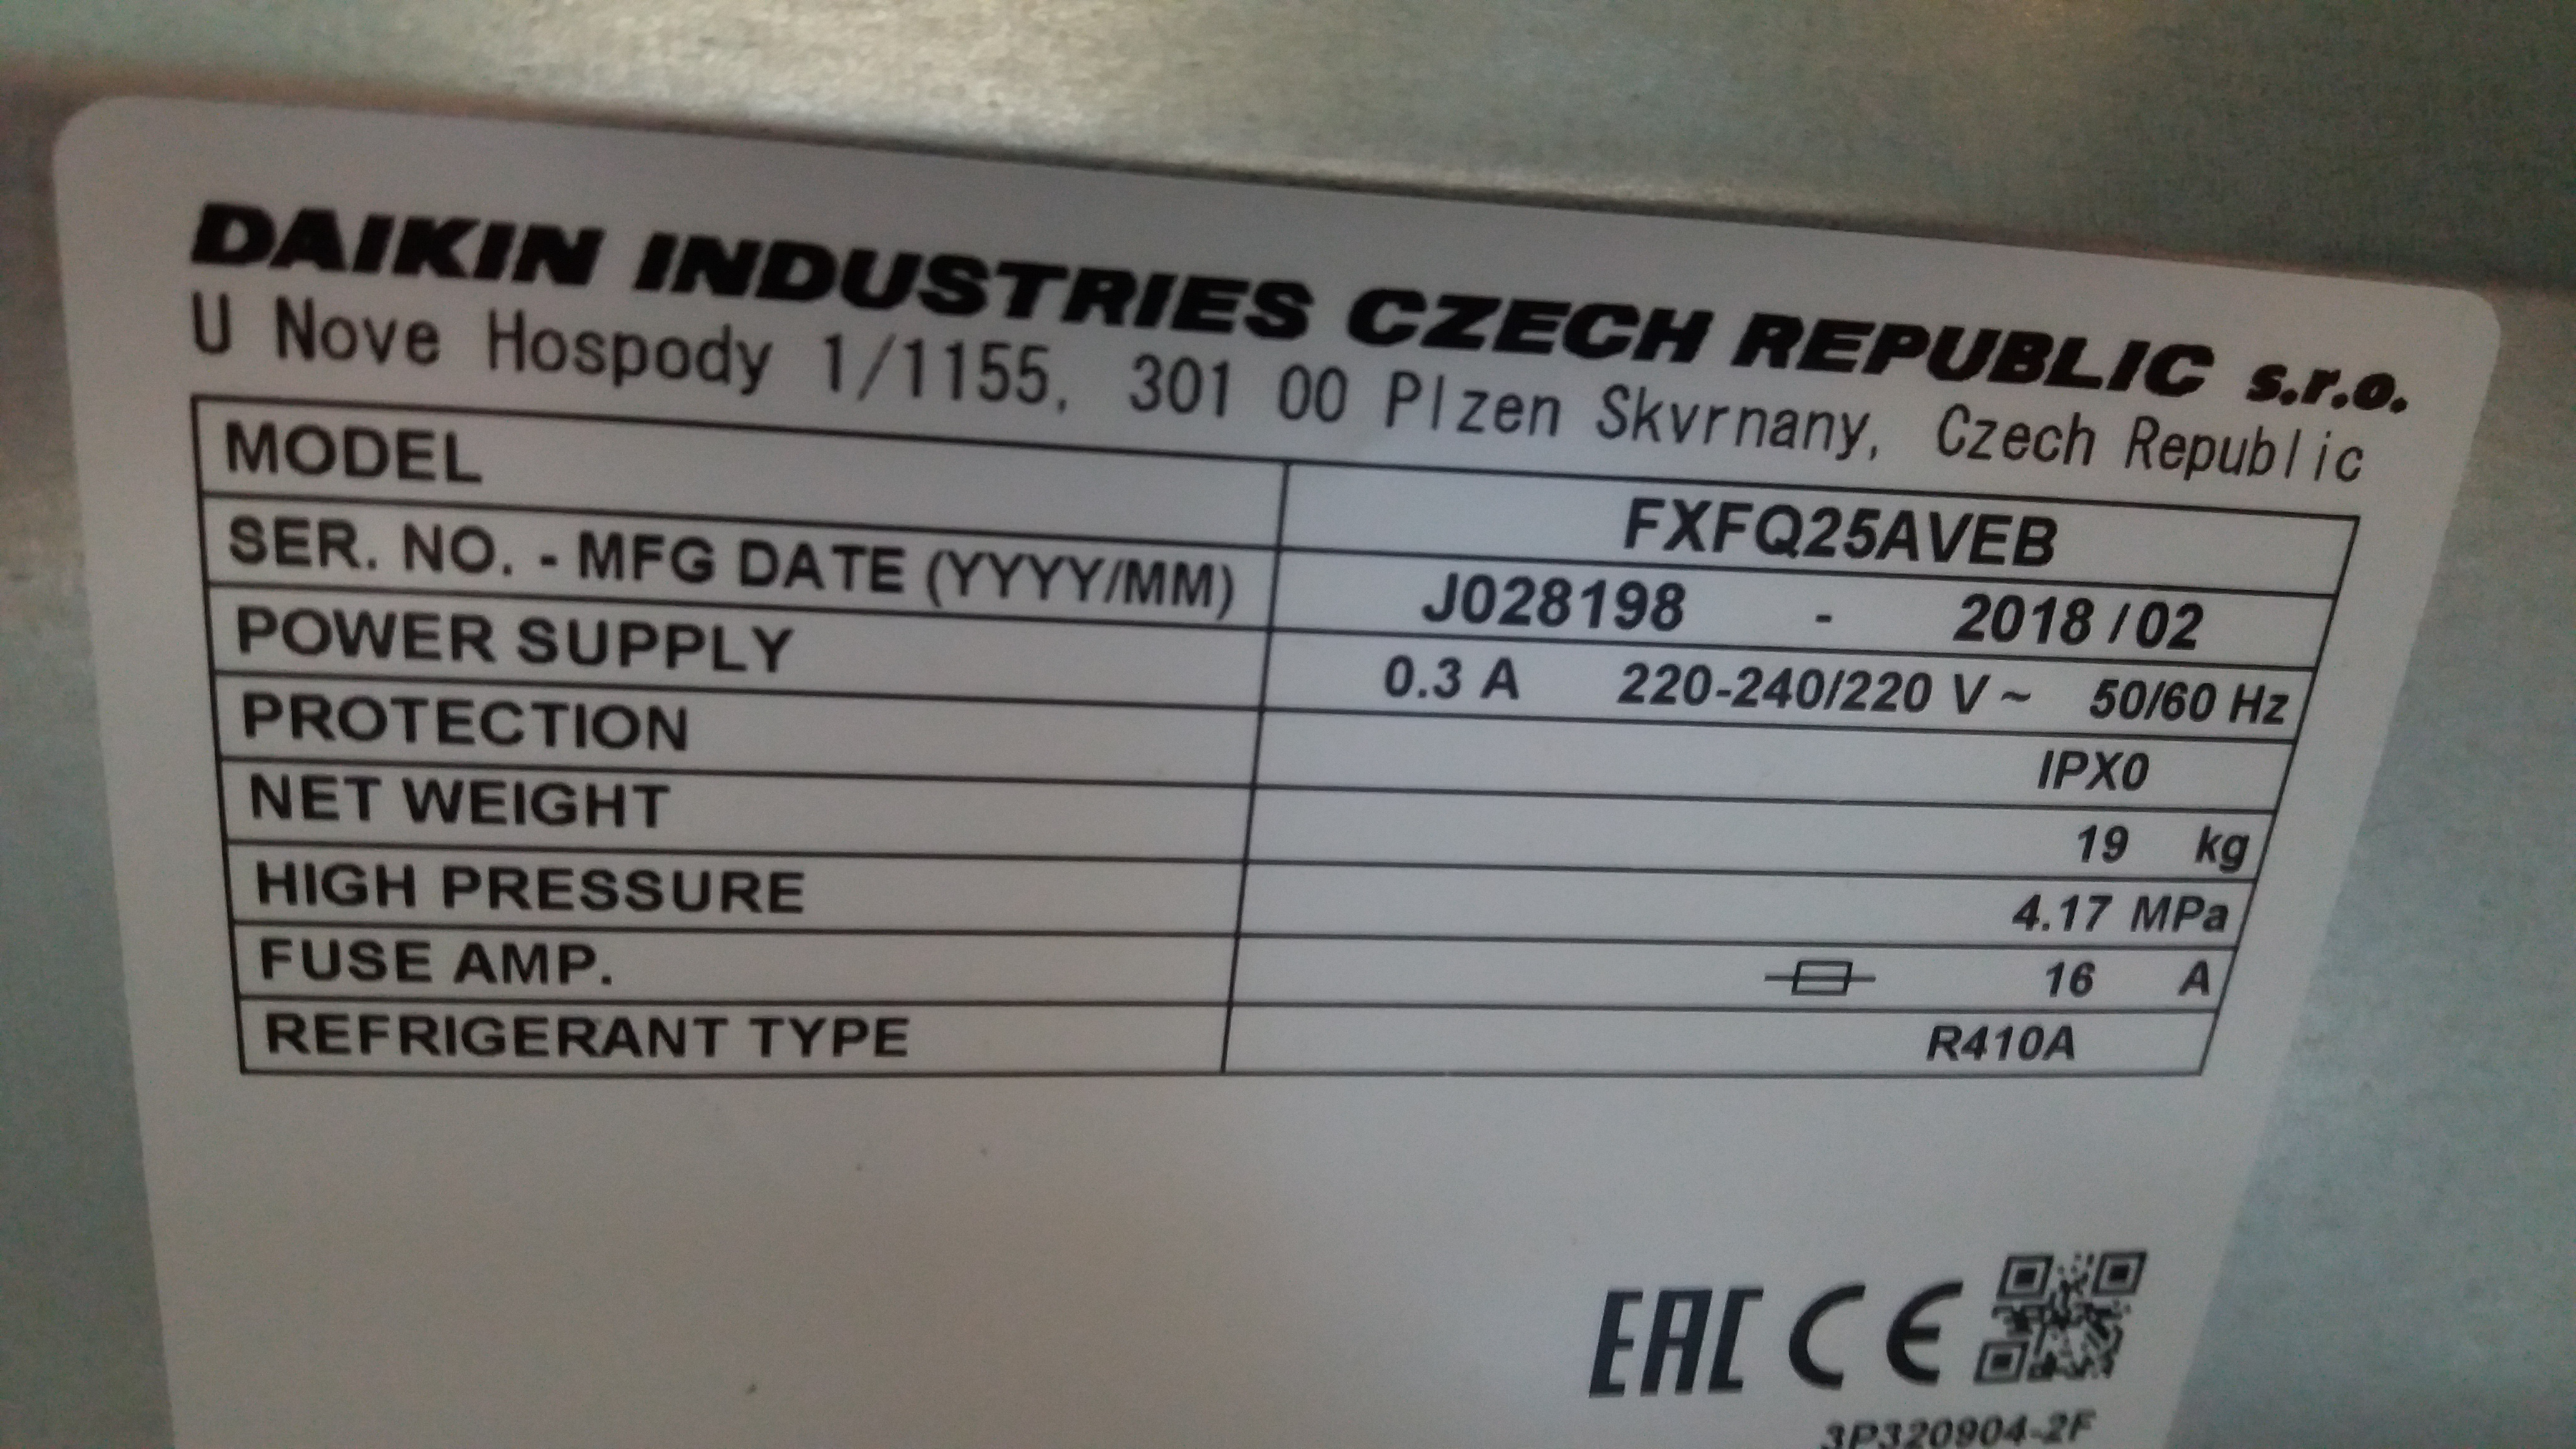 DAIKIN INDUSTRIES CZECH REPUBLIC s.r.o.
U Nove Hospody 1/1155, 301 00 Plzen Skvrnany, Czech Republic
MODEL FXFQ25AVEB
SER. NO. - MFG DATE (YYYY/MM) J028198 - 2018/02
POWER SUPPLY 0.3 A 220-240/220 V ~ 50/60 Hz
PROTECTION IPX0
NET WEIGHT 19 kg
HIGH PRESSURE 4.17 MPa
FUSE AMP. 16 A
REFRIGERANT TYPE R410A
EAC CE
3P320904-2F